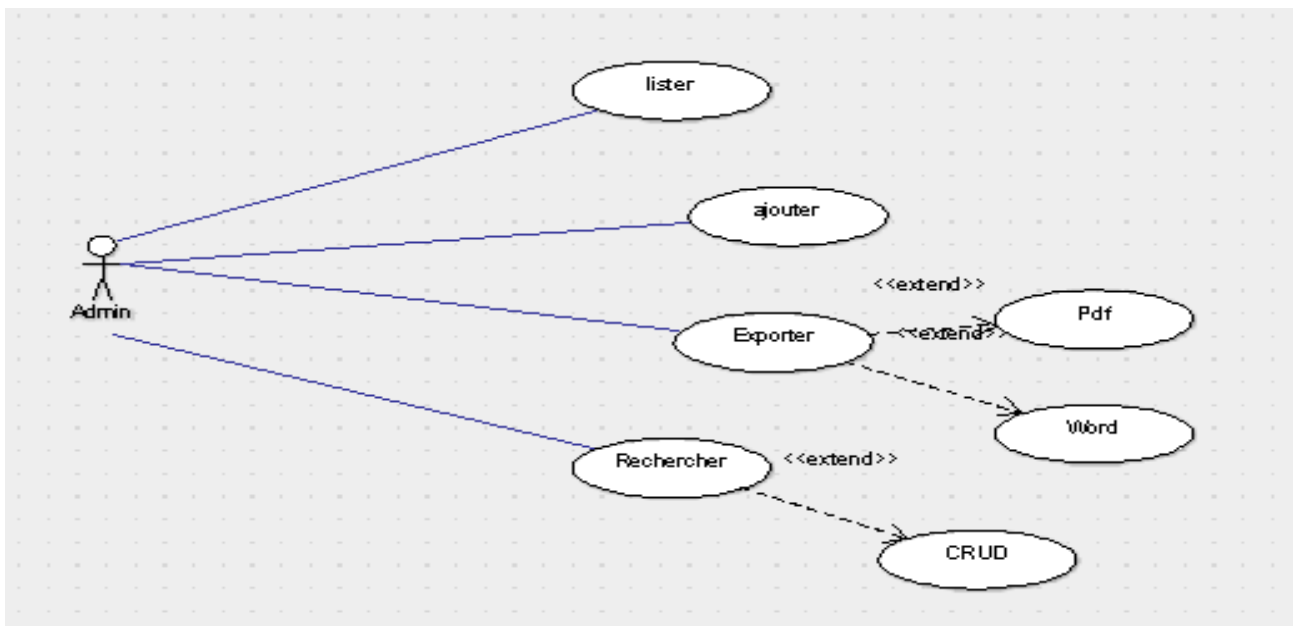 lister
ajouter
Admin
<<extend>>
Pdf
Exporter
<<extend>>
Word
Rechercher
<<extend>>
CRUD